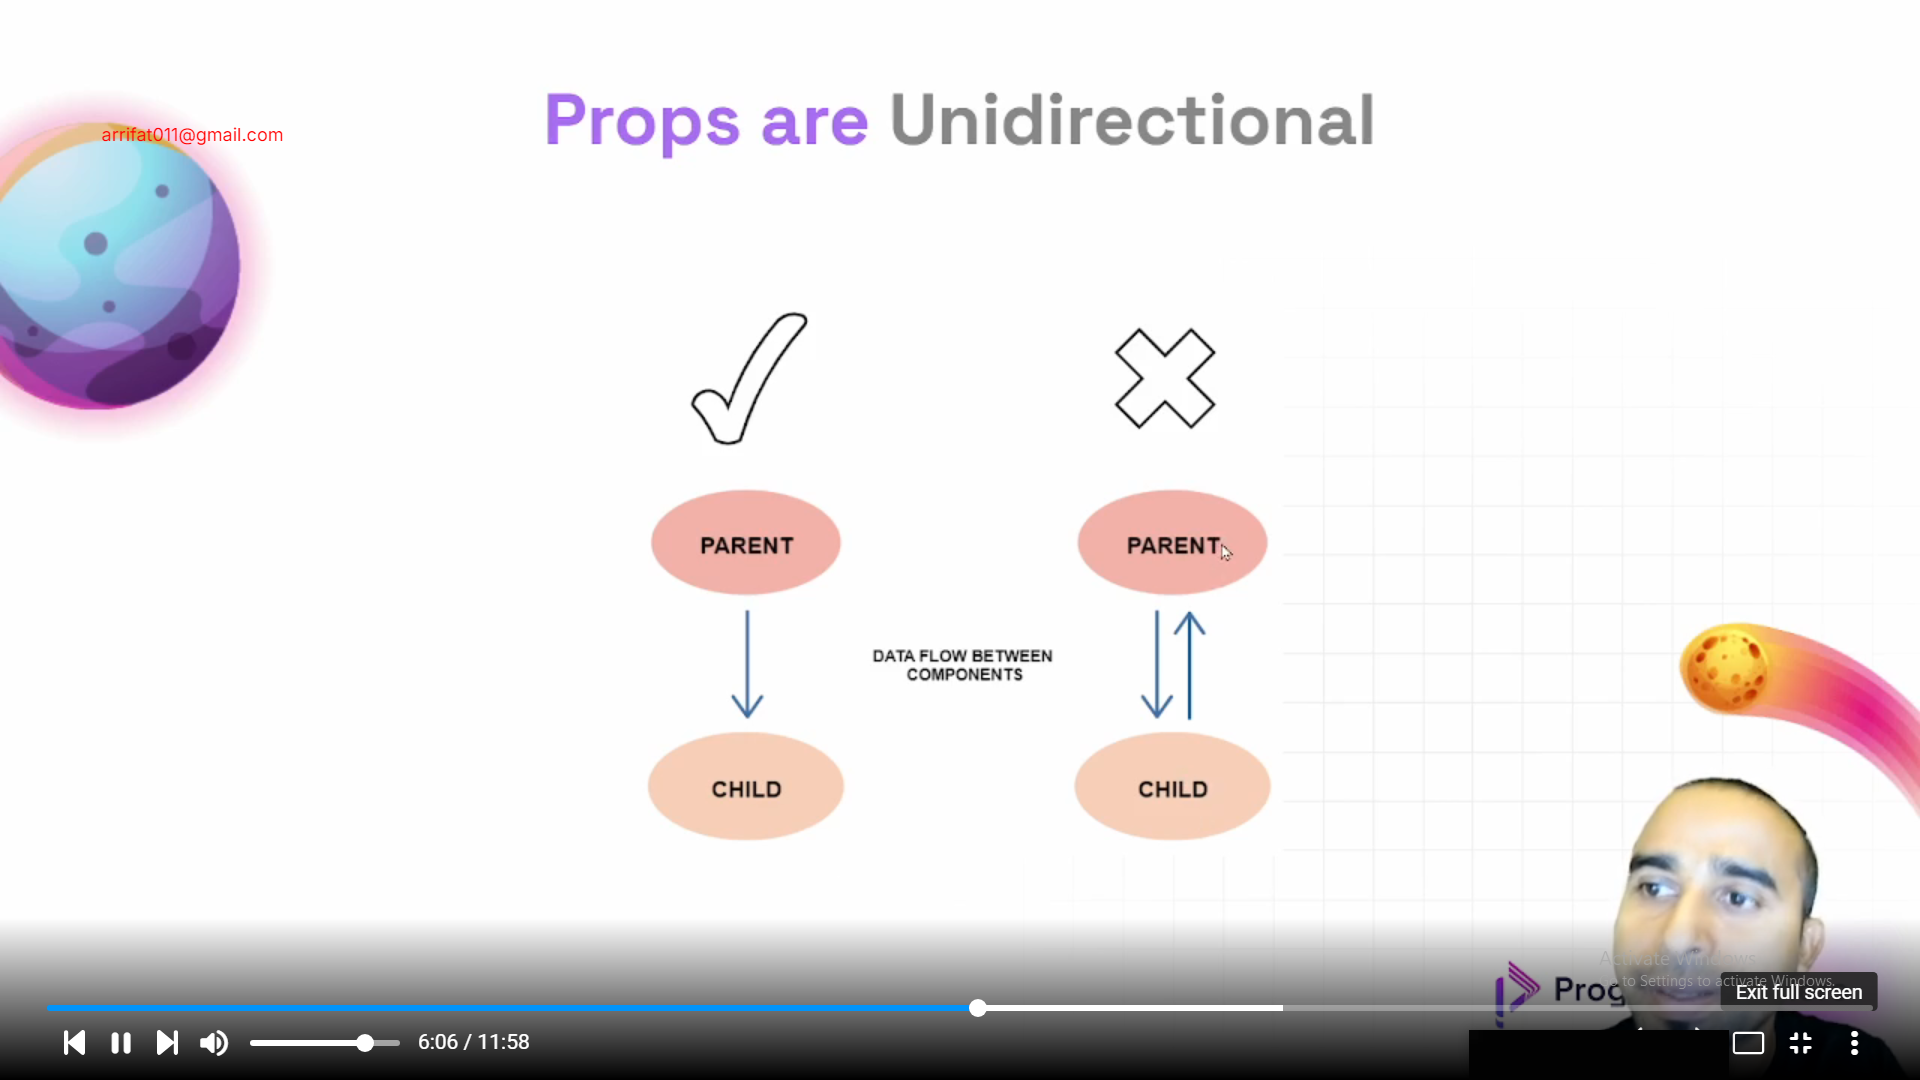 Props are Unidirectional
arrifat011@gmail.com
PARENT
PARENT
DATA FLOW BETWEEN
COMPONENTS
CHILD
CHILD
Activate Windows
to Settings to activate Windows.
Prog
Exit full screen
6:06 / 11:58